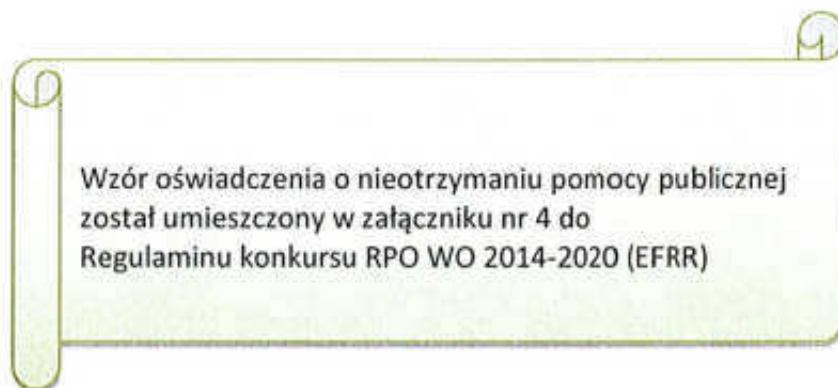 Wzór oświadczenia o nieotrzymaniu pomocy publicznej
został umieszczony w załączniku nr 4 do
Regulaminu konkursu RPO WO 2014-2020 (EFRR)